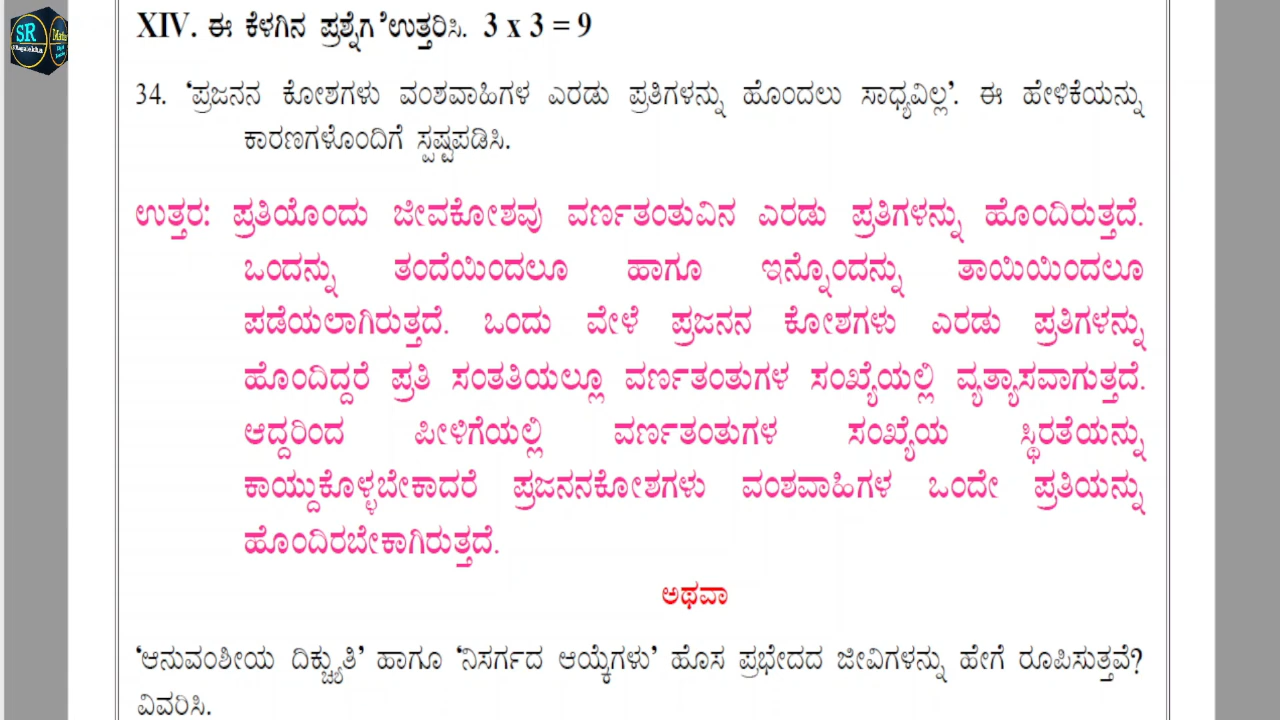 SR
Maths
XIV. ಈ ಕೆಳಗಿನ ಪ್ರಶ್ನೆಗೆ ಉತ್ತರಿಸಿ. 3 x 3 = 9
34. 'ಪ್ರಜನನ ಕೋಶಗಳು ವಂಶವಾಹಿಗಳ ಎರಡು ಪ್ರತಿಗಳನ್ನು ಹೊಂದಲು ಸಾಧ್ಯವಿಲ್ಲ'. ಈ ಹೇಳಿಕೆಯನ್ನು
ಕಾರಣಗಳೊಂದಿಗೆ ಸ್ಪಷ್ಟಪಡಿಸಿ.
ಉತ್ತರ: ಪ್ರತಿಯೊಂದು ಜೀವಕೋಶವು ವರ್ಣತಂತುವಿನ ಎರಡು ಪ್ರತಿಗಳನ್ನು ಹೊಂದಿರುತ್ತದೆ.
ಒಂದನ್ನು ತಂದೆಯಿಂದಲೂ ಹಾಗೂ ಇನ್ನೊಂದನ್ನು ತಾಯಿಯಿಂದಲೂ
ಪಡೆಯಲಾಗಿರುತ್ತದೆ. ಒಂದು ವೇಳೆ ಪ್ರಜನನ ಕೋಶಗಳು ಎರಡು ಪ್ರತಿಗಳನ್ನು
ಹೊಂದಿದ್ದರೆ ಪ್ರತಿ ಸಂತತಿಯಲ್ಲೂ ವರ್ಣತಂತುಗಳ ಸಂಖ್ಯೆಯಲ್ಲಿ ವ್ಯತ್ಯಾಸವಾಗುತ್ತದೆ.
ಆದ್ದರಿಂದ ಪೀಳಿಗೆಯಲ್ಲಿ ವರ್ಣತಂತುಗಳ ಸಂಖ್ಯೆಯ ಸ್ಥಿರತೆಯನ್ನು
ಕಾಯ್ದುಕೊಳ್ಳಬೇಕಾದರೆ ಪ್ರಜನನಕೋಶಗಳು ವಂಶವಾಹಿಗಳ ಒಂದೇ ಪ್ರತಿಯನ್ನು
ಹೊಂದಿರಬೇಕಾಗಿರುತ್ತದೆ.
ಅಥವಾ
'ಆನುವಂಶೀಯ ದಿಕ್ಚ್ಯುತಿ' ಹಾಗೂ 'ನಿಸರ್ಗದ ಆಯ್ಕೆಗಳು' ಹೊಸ ಪ್ರಭೇದದ ಜೀವಿಗಳನ್ನು ಹೇಗೆ ರೂಪಿಸುತ್ತವೆ?
ವಿವರಿಸಿ.